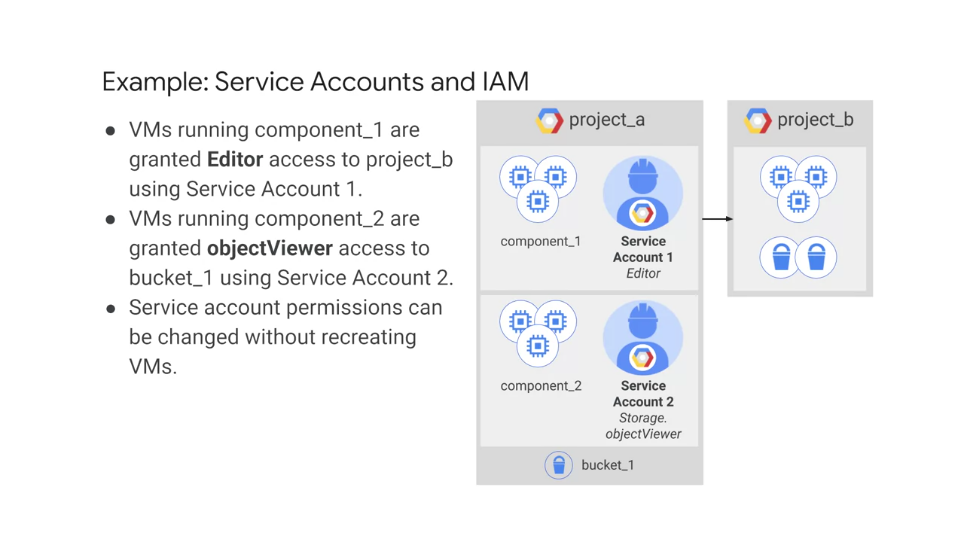 Example: Service Accounts and IAM
● VMs running component_1 are
granted Editor access to project_b
using Service Account 1.
● VMs running component_2 are
granted objectViewer access to
bucket_1 using Service Account 2.
● Service account permissions can
be changed without recreating
VMs.
project_a
component_1
Service
Account 1
Editor
component_2
Service
Account 2
Storage.
objectViewer
bucket_1
project_b